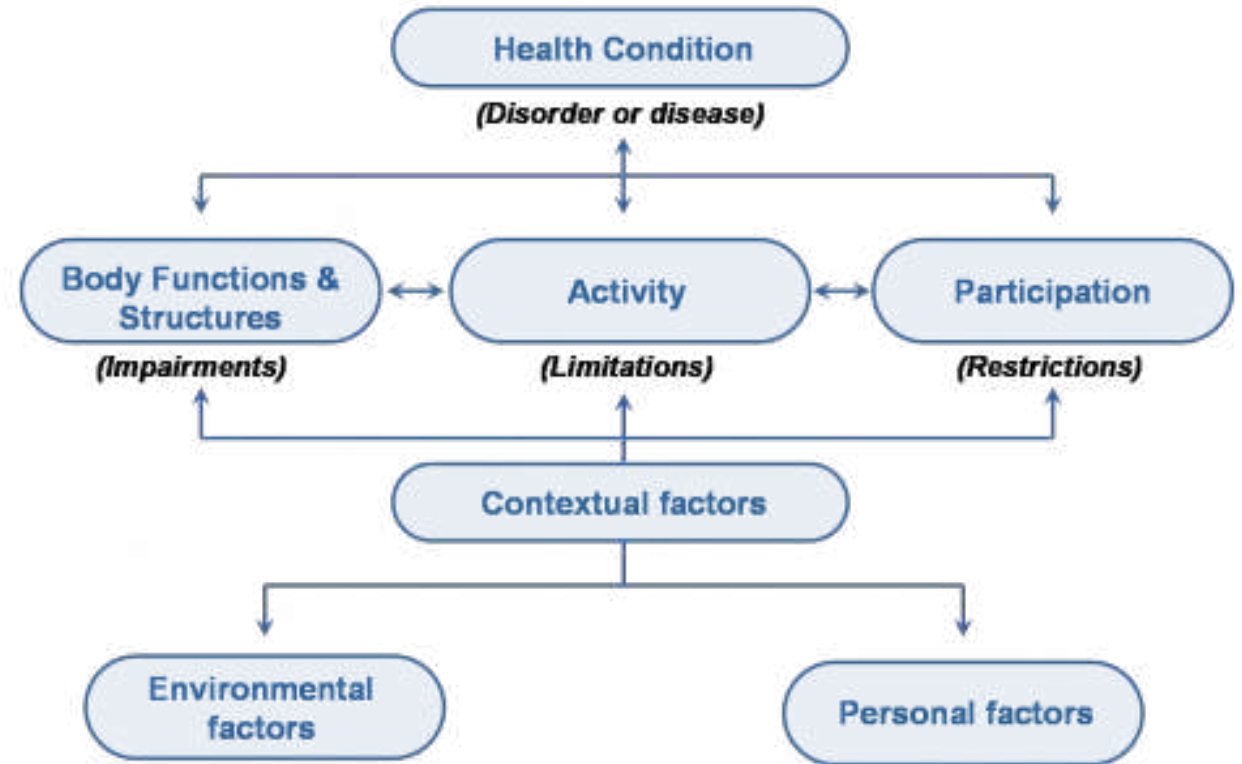 Health Condition
(Disorder or disease)
Body Functions &
Structures
Activity
Participation
(Impairments)
(Limitations)
(Restrictions)
Contextual factors
Environmental
factors
Personal factors